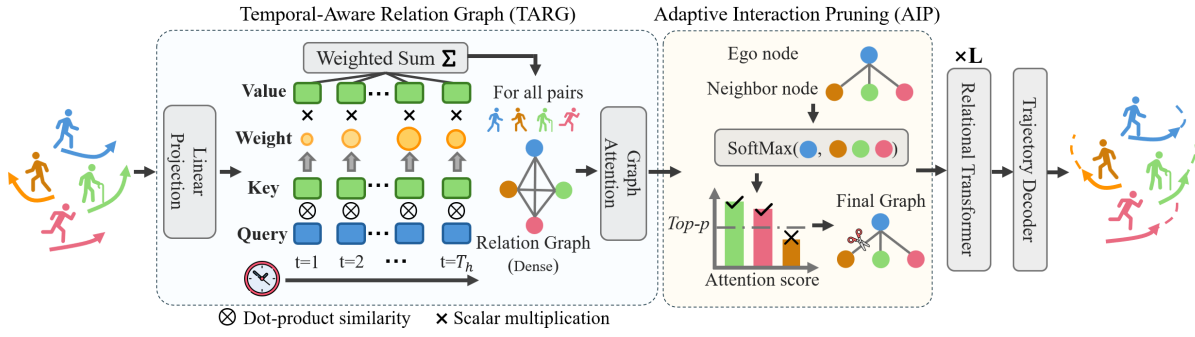 Temporal-Aware Relation Graph (TARG)
Adaptive Interaction Pruning (AIP)
Linear
Projection
Weighted Sum Σ
Value
Weight
Key
Query
t=1
t=2
...
t=Tₕ
For all pairs
Relation Graph
(Dense)
Graph
Attention
Ego node
Neighbor node
SoftMax( , )
Top-p
Attention score
Final Graph
×L
Relational Transformer
Trajectory Decoder
⊗ Dot-product similarity
× Scalar multiplication